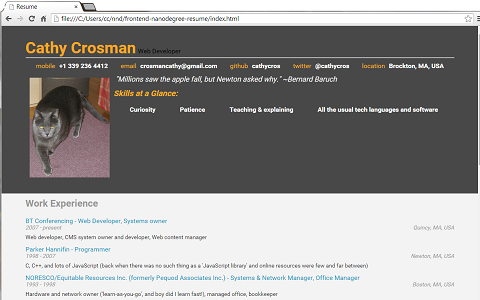 Resume
file:///C:/Users/cc/nnd/frontend-nanodegree-resume/index.html
Cathy Crosman Web Developer
mobile +1 339 236 4412 email crosmancathy@gmail.com github cathycros twitter @cathycros location Brockton, MA, USA
"Millions saw the apple fall, but Newton asked why." ~Bernard Baruch
Skills at a Glance:
Curiosity Patience Teaching & explaining All the usual tech languages and software
Work Experience
BT Conferencing - Web Developer, Systems owner
2007 - present Quincy, MA, USA
Web developer, CMS system owner and developer, Web content manager
Parker Hannifin - Programmer
1998 - 2007 Newton, MA, USA
C, C++, and lots of JavaScript (back when there was no such thing as a 'JavaScript library' and online resources were few and far between)
NORESCO/Equitable Resources Inc. (formerly Pequod Associates Inc.) - Systems & Network Manager, Office Manager
1993 - 1998 Boston, MA, USA
Hardware and network owner ('learn-as-you-go', and boy did I learn fast!), managed office, bookkeeper